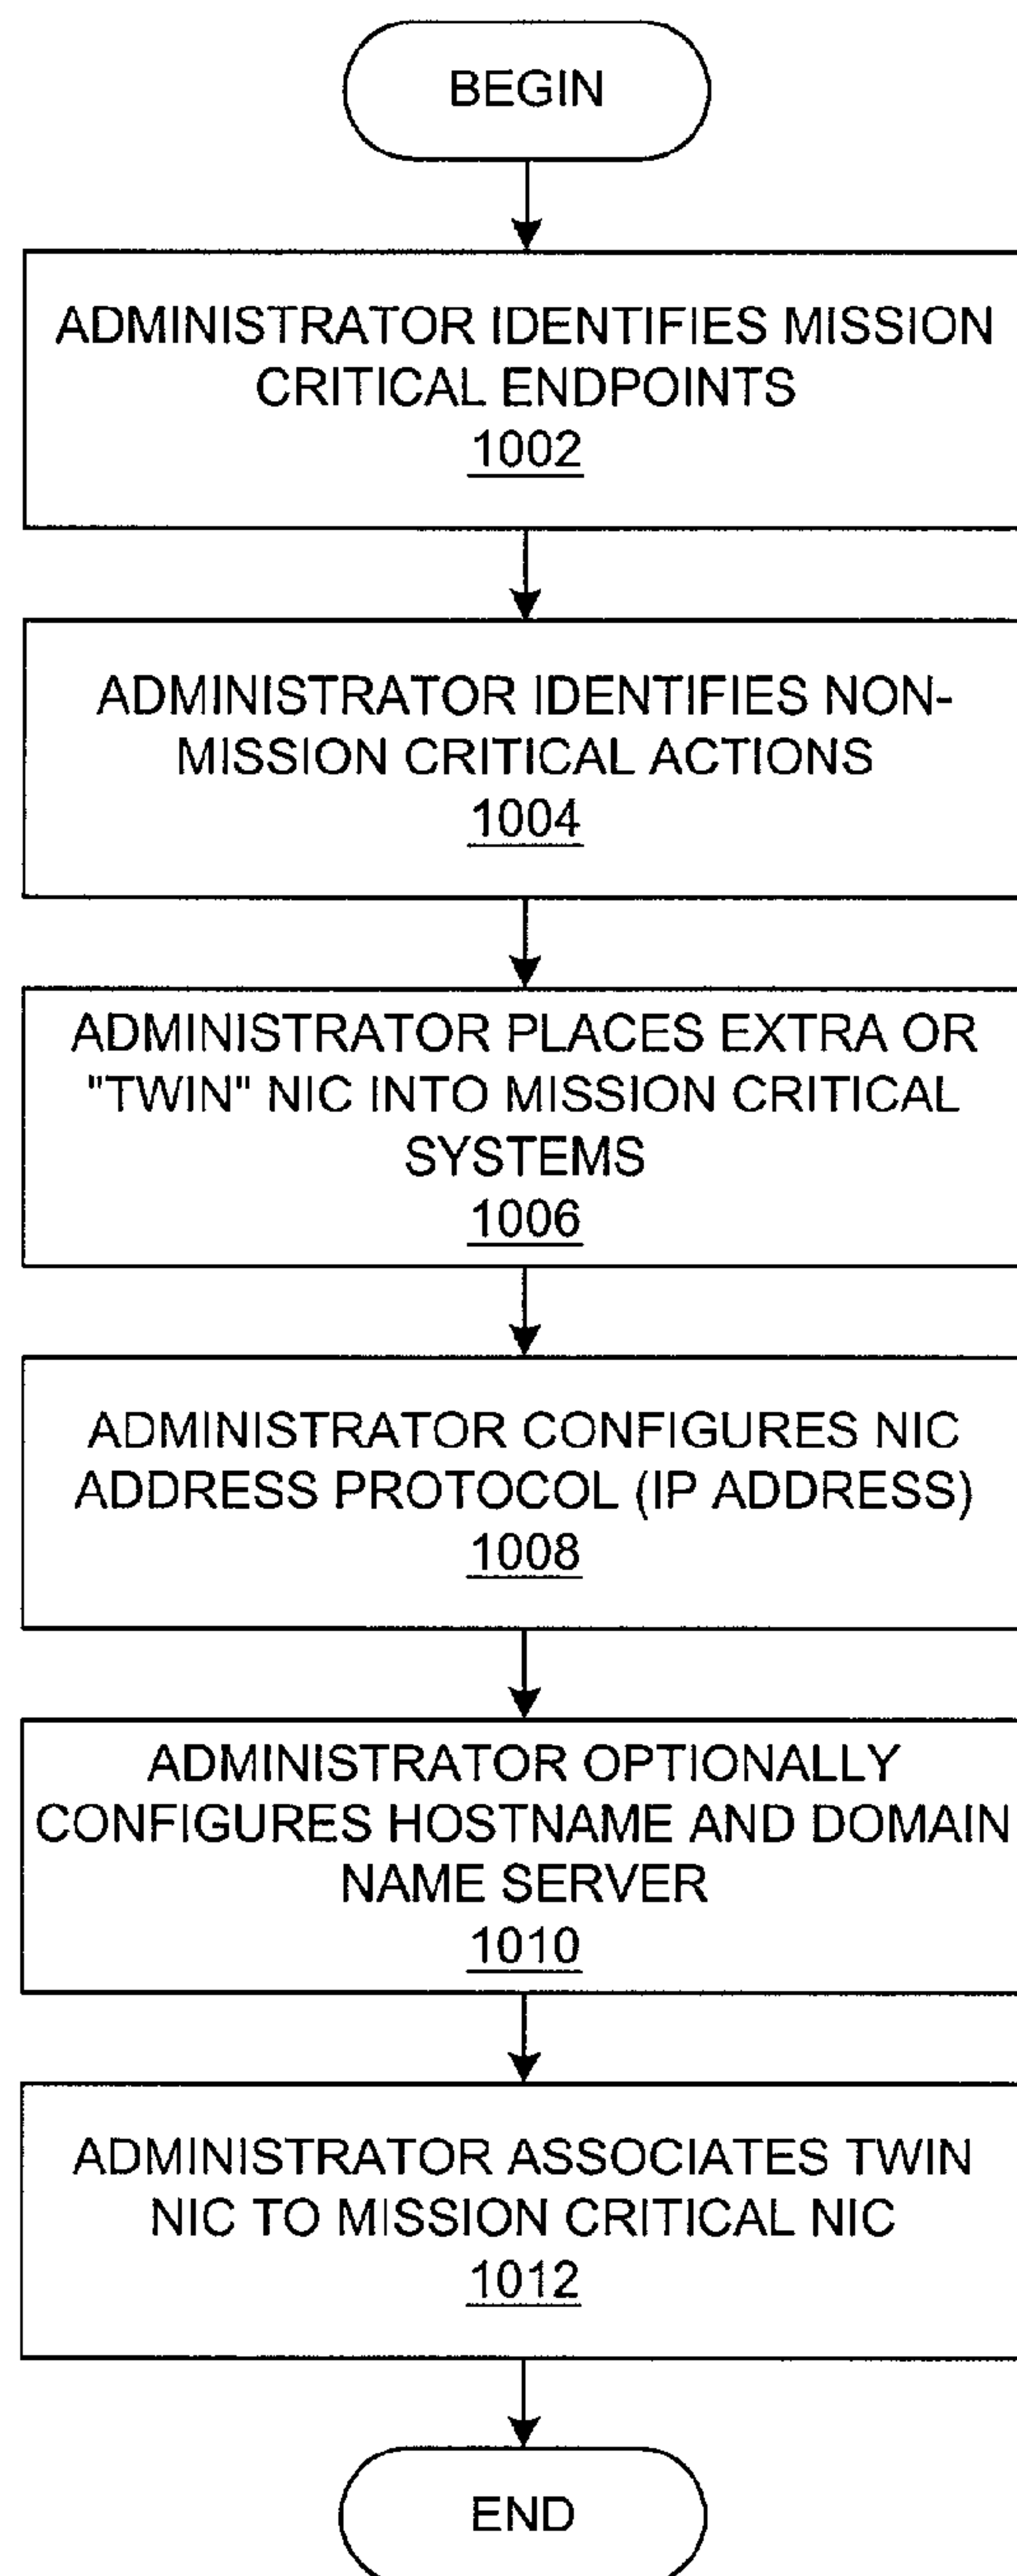 BEGIN
ADMINISTRATOR IDENTIFIES MISSION
CRITICAL ENDPOINTS
1002
ADMINISTRATOR IDENTIFIES NON-
MISSION CRITICAL ACTIONS
1004
ADMINISTRATOR PLACES EXTRA OR
"TWIN" NIC INTO MISSION CRITICAL
SYSTEMS
1006
ADMINISTRATOR CONFIGURES NIC
ADDRESS PROTOCOL (IP ADDRESS)
1008
ADMINISTRATOR OPTIONALLY
CONFIGURES HOSTNAME AND DOMAIN
NAME SERVER
1010
ADMINISTRATOR ASSOCIATES TWIN
NIC TO MISSION CRITICAL NIC
1012
END